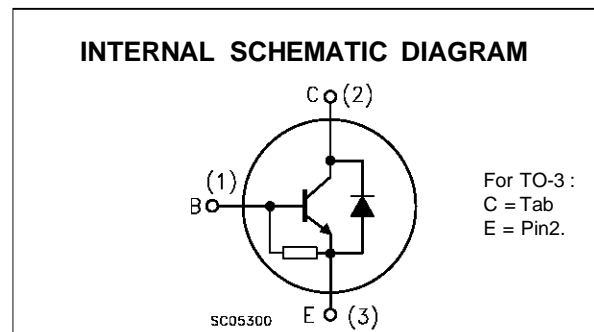 INTERNAL SCHEMATIC DIAGRAM
C (2)
(1)
B
For TO-3 :
C = Tab
E = Pin2.
SC05300
E (3)